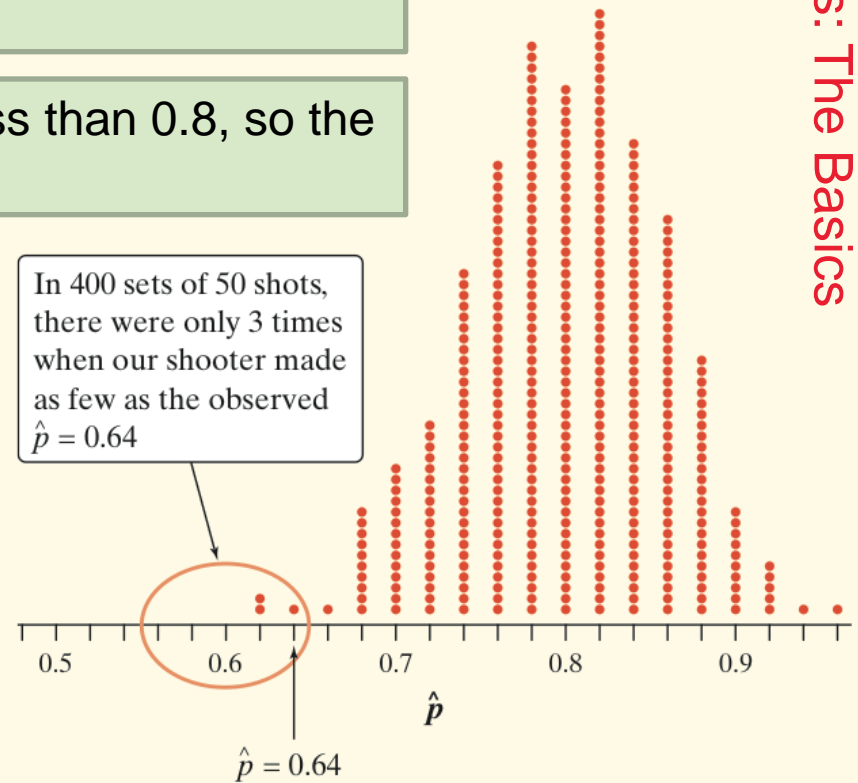 ss than 0.8, so the
s: The Basics
In 400 sets of 50 shots,
there were only 3 times
when our shooter made
as few as the observed
p̂ = 0.64
0.5 0.6 0.7 0.8 0.9
p̂
p̂ = 0.64